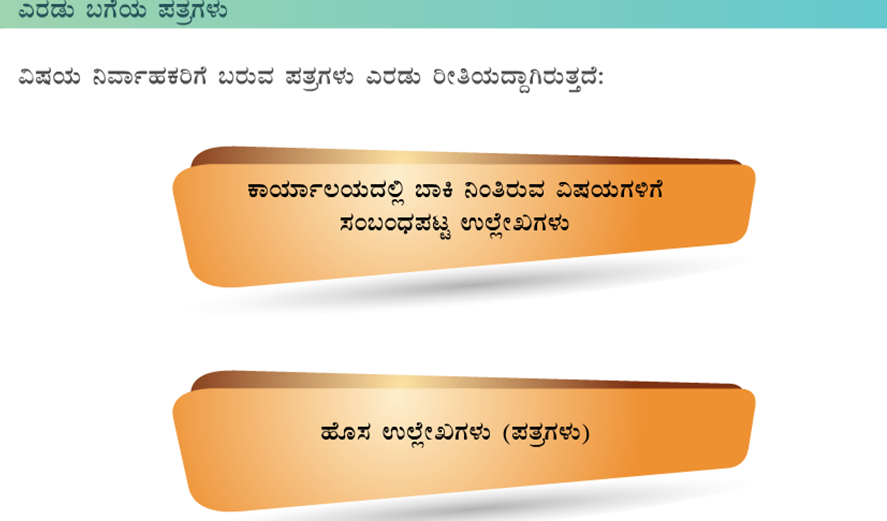 ಎರಡು ಬಗೆಯ ಪತ್ರಗಳು
ವಿಷಯ ನಿರ್ವಾಹಕರಿಗೆ ಬರುವ ಪತ್ರಗಳು ಎರಡು ರೀತಿಯದ್ದಾಗಿರುತ್ತದೆ:
ಕಾರ್ಯಾಲಯದಲ್ಲಿ ಬಾಕಿ ನಿಂತಿರುವ ವಿಷಯಗಳಿಗೆ
ಸಂಬಂಧಪಟ್ಟ ಉಲ್ಲೇಖಗಳು
ಹೊಸ ಉಲ್ಲೇಖಗಳು (ಪತ್ರಗಳು)